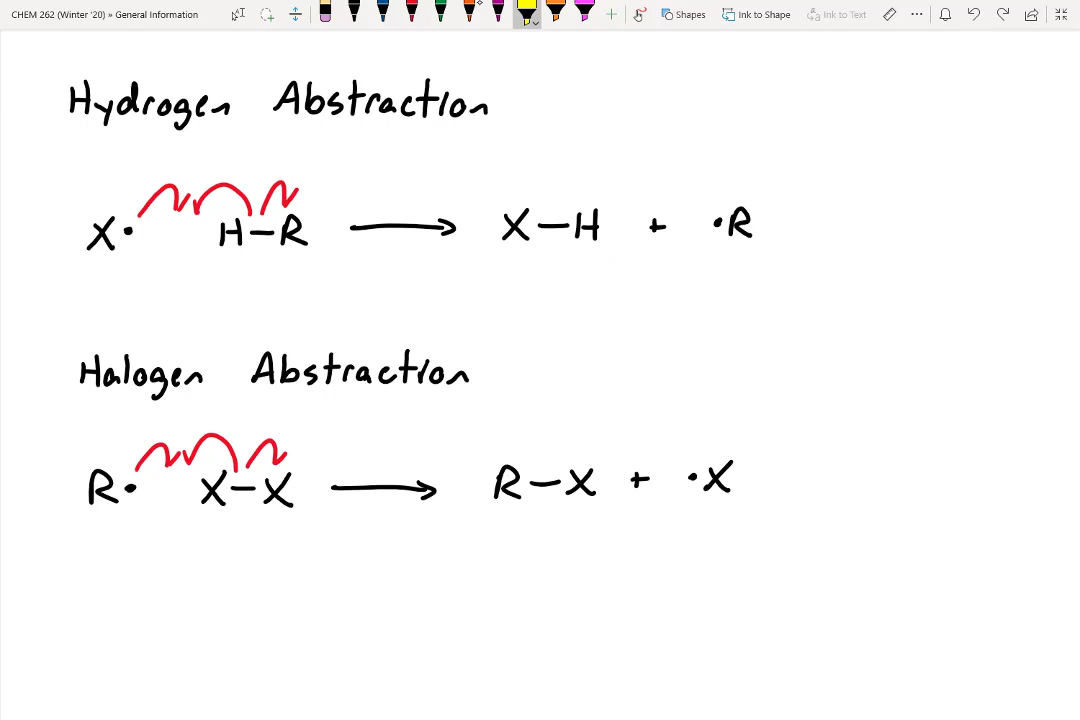 CHEM 262 (Winter '20) » General Information
Shapes
Ink to Shape
Ink to Text
Hydrogen Abstraction
X• H—R ⟶ X—H + •R
Halogen Abstraction
R• X—X ⟶ R—X + •X